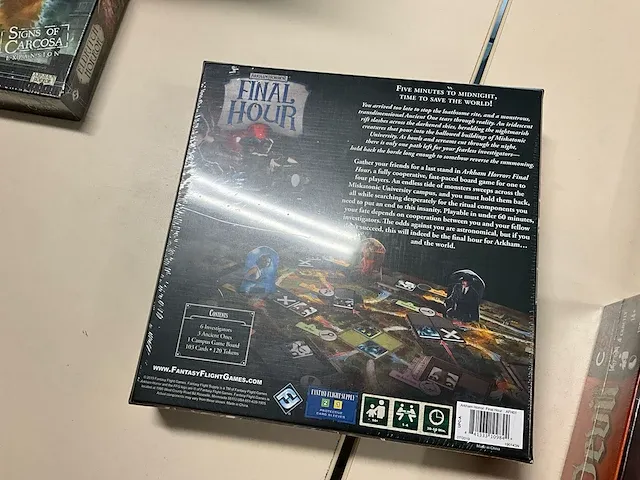 SIGNS OF
CARCOSA
EXPANSION
FINAL
HOUR
FIVE MINUTES TO MIDNIGHT,
TIME TO SAVE THE WORLD!
You arrived too late to stop the loathsome rite, and a monstrous,
transdimensional Ancient One tears through reality. An iridescent
rift slashes across the darkened skies, heralding the nightmarish
creatures that pour into the hallowed buildings of Miskatonic
University. As howls and screams cut through the night,
there is only one path left for your fearless investigators—
hold back the horde long enough to somehow reverse the summoning.
Gather your friends for a last stand in Arkham Horror: Final
Hour, a fully cooperative, fast-paced board game for one to
four players. An endless tide of monsters sweeps across the
Miskatonic University campus, and you must hold them back,
all while searching desperately for the ritual components you
need to put an end to this insanity. Playable in under 60 minutes,
your fate depends on cooperation between you and your fellow
investigators. The odds against you are astronomical, but if you
succeed, this will indeed be the final hour for Arkham...
and the world.
CONTENTS
6 Investigators
3 Ancient Ones
1 Campus Game Board
103 Cards • 120 Tokens
WWW.FANTASYFLIGHTGAMES.COM
FANTASY FLIGHT SUPPLY
2
Made in China